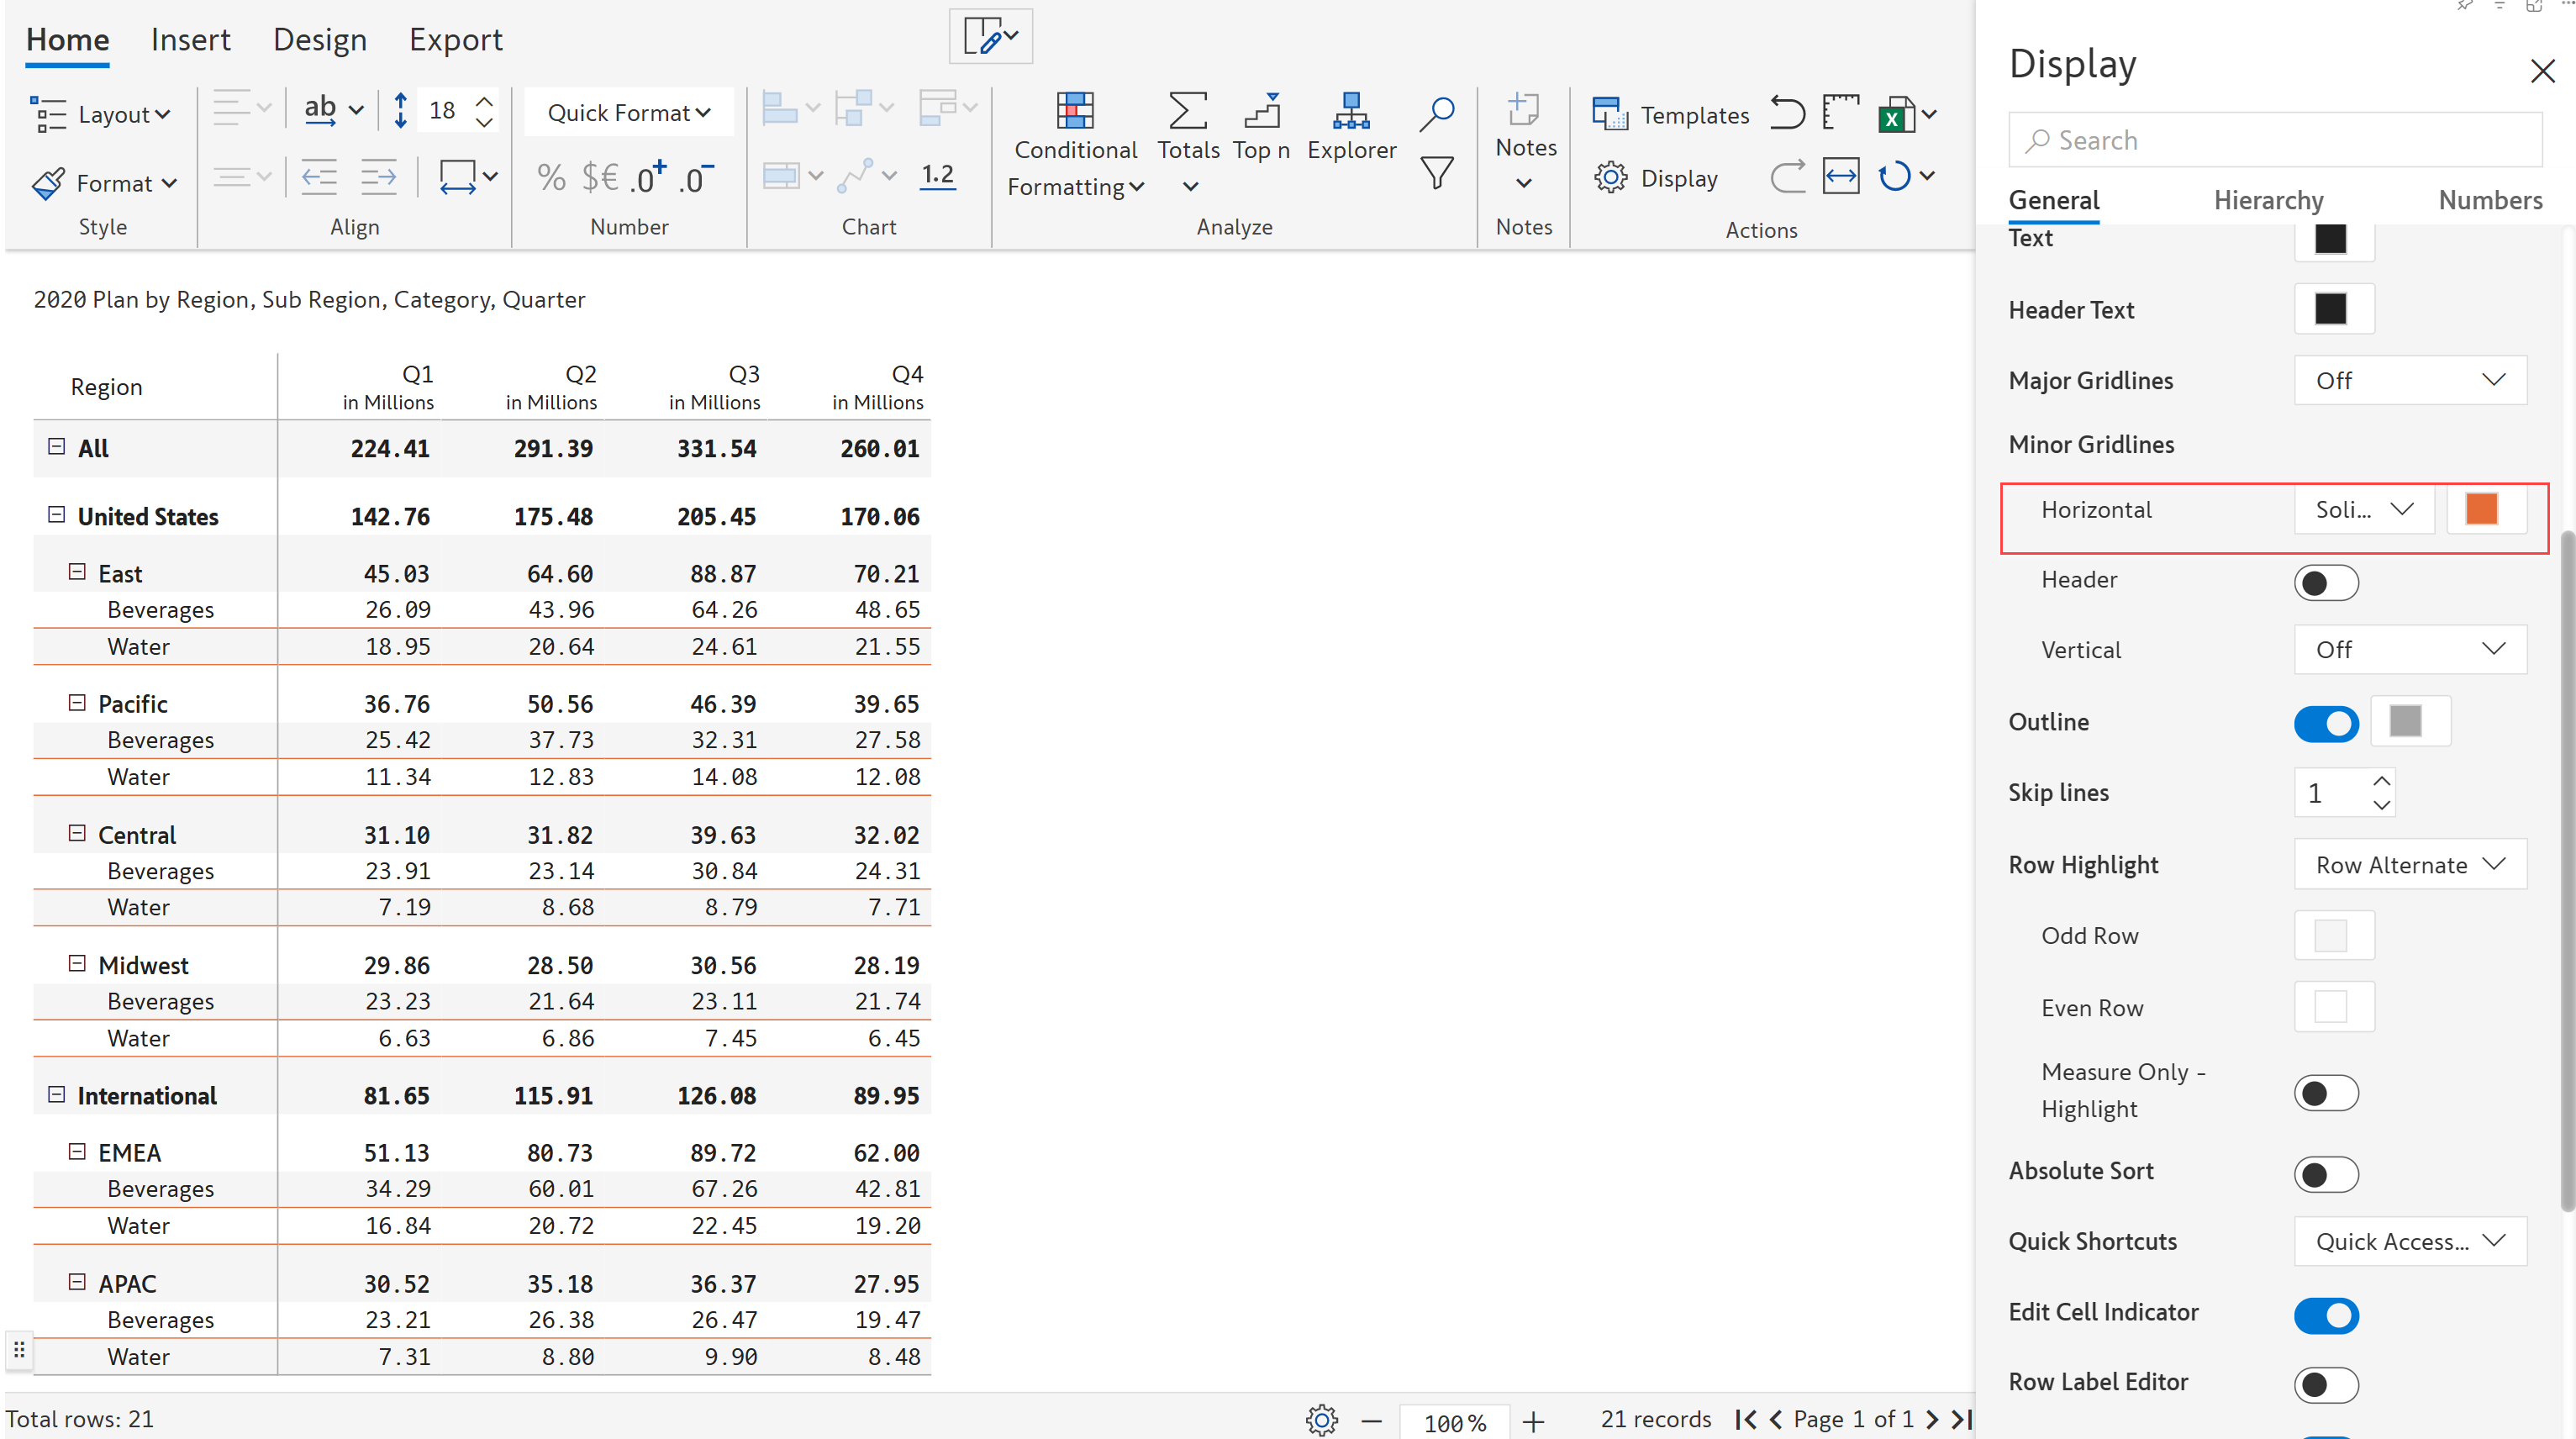 Home Insert Design Export
Layout ab 18 Quick Format Conditional Formatting Totals Top n Explorer Notes Templates
Format % $€ .0+ .0- 1.2 Display
Style Align Number Chart Analyze Notes Actions
2020 Plan by Region, Sub Region, Category, Quarter
Region Q1 Q2 Q3 Q4
in Millions in Millions in Millions in Millions
All 224.41 291.39 331.54 260.01
United States 142.76 175.48 205.45 170.06
East 45.03 64.60 88.87 70.21
Beverages 26.09 43.96 64.26 48.65
Water 18.95 20.64 24.61 21.55
Pacific 36.76 50.56 46.39 39.65
Beverages 25.42 37.73 32.31 27.58
Water 11.34 12.83 14.08 12.08
Central 31.10 31.82 39.63 32.02
Beverages 23.91 23.14 30.84 24.31
Water 7.19 8.68 8.79 7.71
Midwest 29.86 28.50 30.56 28.19
Beverages 23.23 21.64 23.11 21.74
Water 6.63 6.86 7.45 6.45
International 81.65 115.91 126.08 89.95
EMEA 51.13 80.73 89.72 62.00
Beverages 34.29 60.01 67.26 42.81
Water 16.84 20.72 22.45 19.20
APAC 30.52 35.18 36.37 27.95
Beverages 23.21 26.38 26.47 19.47
Water 7.31 8.80 9.90 8.48
Total rows: 21 100% 21 records Page 1 of 1
Display
Search
General Hierarchy Numbers
Text
Header Text
Major Gridlines Off
Minor Gridlines
Horizontal Soli...
Header
Vertical Off
Outline
Skip lines 1
Row Highlight Row Alternate
Odd Row
Even Row
Measure Only -
Highlight
Absolute Sort
Quick Shortcuts Quick Access...
Edit Cell Indicator
Row Label Editor